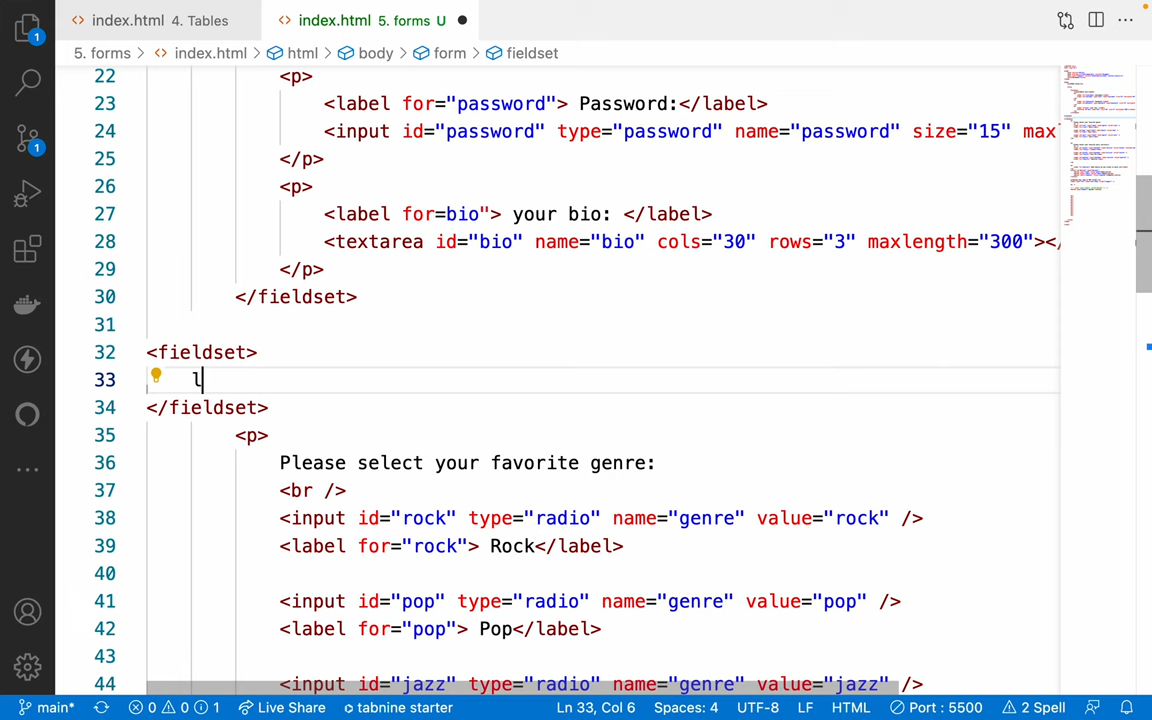 index.html 4. Tables
index.html 5. forms U
5. forms > index.html > html > body > form > fieldset
1
1
22 <p>
23 <label for="password"> Password:</label>
24 <input id="password" type="password" name="password" size="15" max
25 </p>
26 <p>
27 <label for=bio"> your bio: </label>
28 <textarea id="bio" name="bio" cols="30" rows="3" maxlength="300"></
29 </p>
30 </fieldset>
31
32 <fieldset>
33 l
34 </fieldset>
35 <p>
36 Please select your favorite genre:
37 <br />
38 <input id="rock" type="radio" name="genre" value="rock" />
39 <label for="rock"> Rock</label>
40
41 <input id="pop" type="radio" name="genre" value="pop" />
42 <label for="pop"> Pop</label>
43
44 <input id="jazz" type="radio" name="genre" value="jazz" />
main* 0 0 1 Live Share tabnine starter Ln 33, Col 6 Spaces: 4 UTF-8 LF HTML Port : 5500 2 Spell